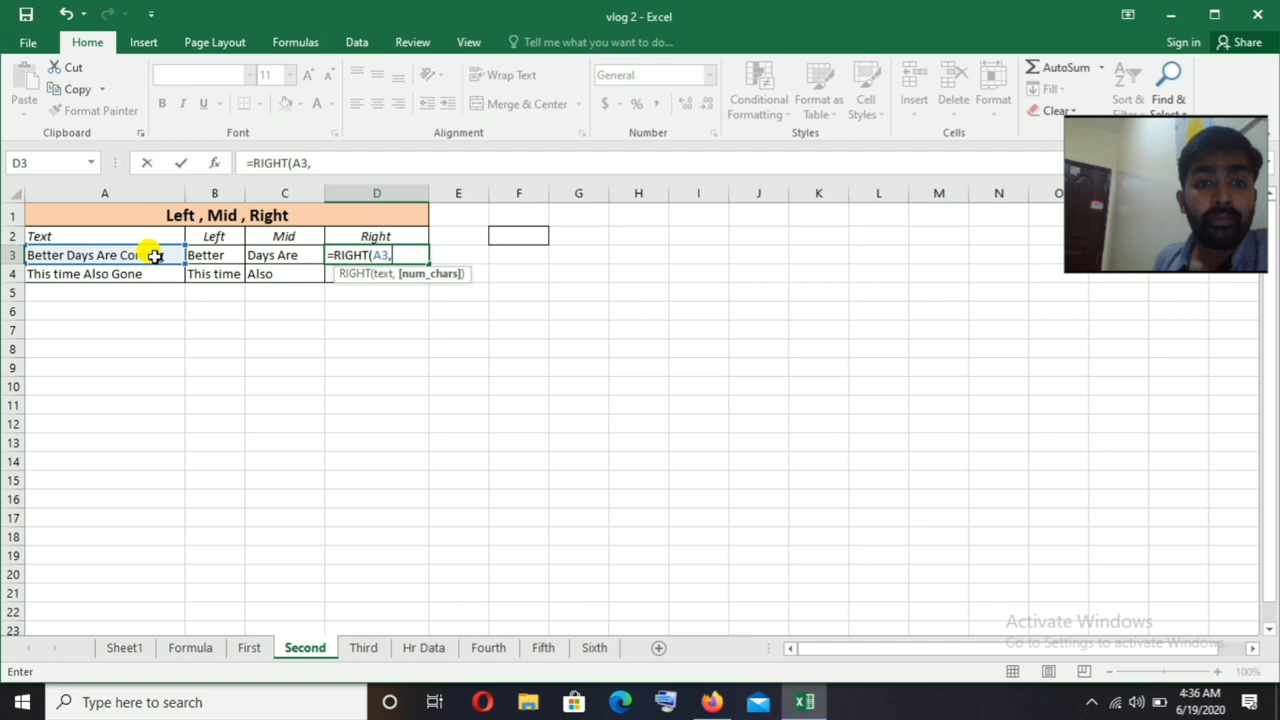 vlog 2 - Excel
File Home Insert Page Layout Formulas Data Review View Tell me what you want to do... Sign in Share
Paste Cut Copy Format Painter Clipboard
11 Font
Wrap Text Merge & Center Alignment
General $ % , Number
Conditional Formatting Format as Table Cell Styles Styles
Insert Delete Format Cells
AutoSum Fill Clear Sort & Find &
D3 fx =RIGHT(A3,
A B C D E F G H I J K L M N O
1 Left , Mid , Right
2 Text Left Mid Right
3 Better Days Are Better Days Are =RIGHT(A3,
4 This time Also Gone This time Also RIGHT(text, [num_chars])
5
6
7
8
9
10
11
12
13
14
15
16
17
18
19
20
21
22
23
Activate Windows
Go to Settings to activate Windows.
Sheet1 Formula First Second Third Hr Data Fourth Fifth Sixth
Enter 100%
Type here to search
4:36 AM
6/19/2020